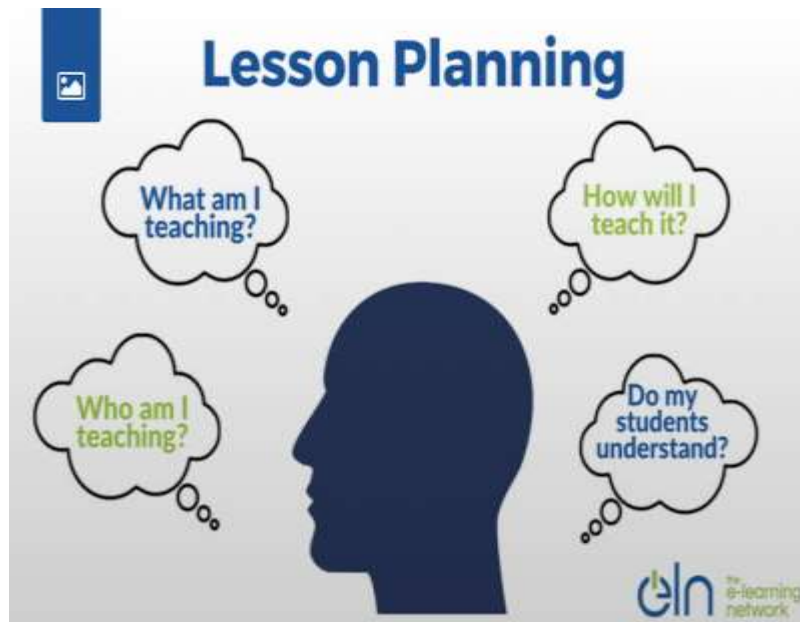 Lesson Planning
What am I
teaching?
How will I
teach it?
Who am I
teaching?
Do my
students
understand?
eln
the
e-learning
network